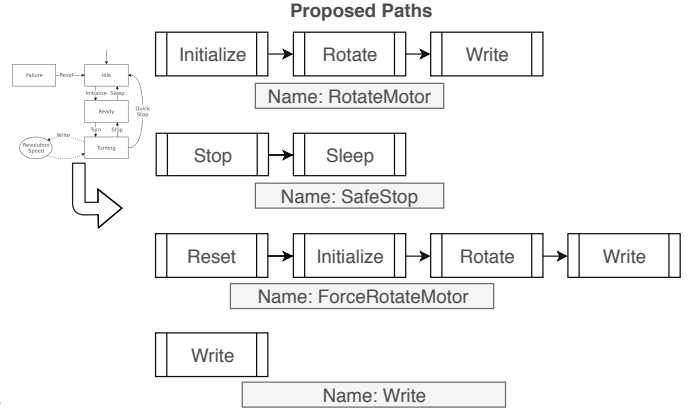 Proposed Paths
Failure
Reset
Idle
Initialize Sleep
Ready
Quick
Stop
Turn Stop
Write
Revolution
Speed
Turning
Initialize Rotate Write
Name: RotateMotor
Stop Sleep
Name: SafeStop
Reset Initialize Rotate Write
Name: ForceRotateMotor
Write
Name: Write